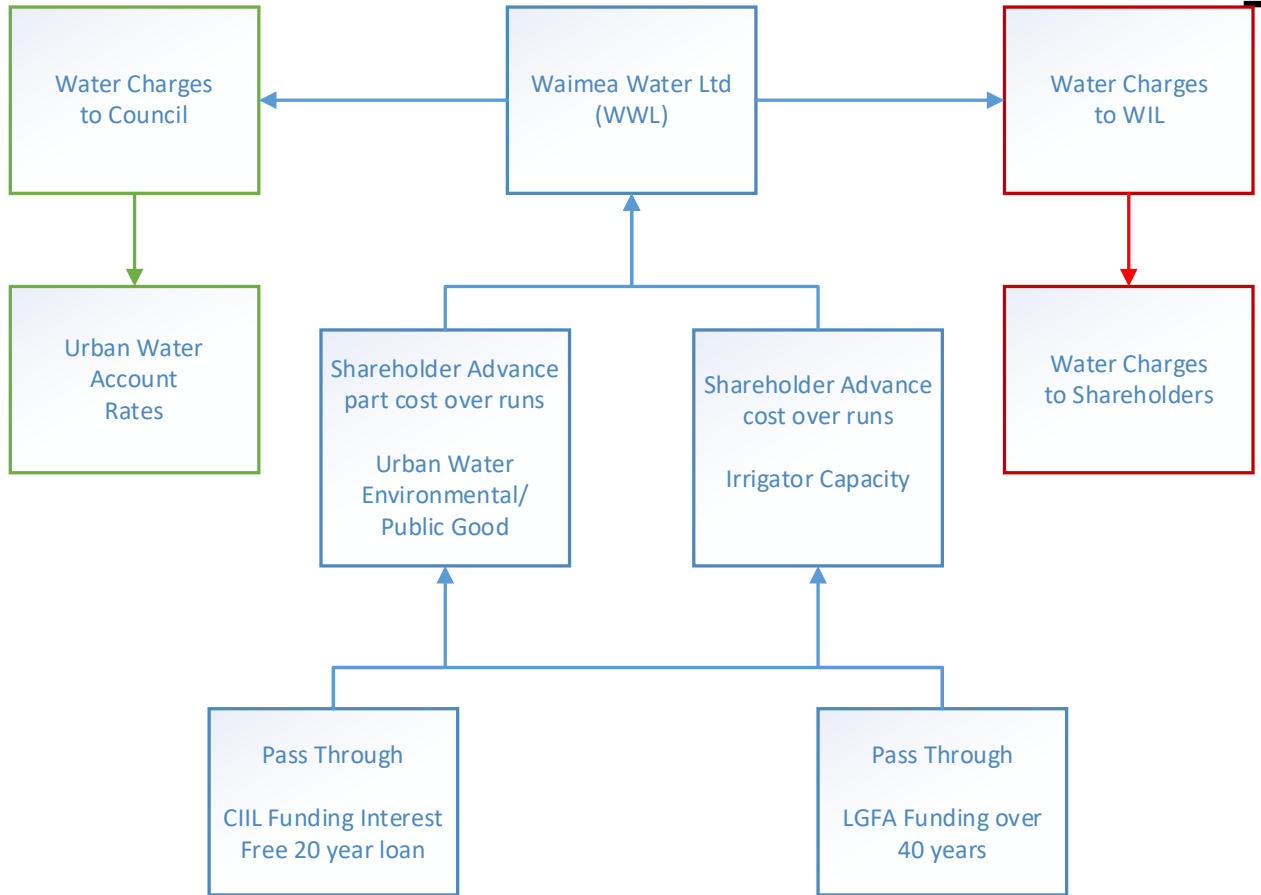 Water Charges
to Council
Waimea Water Ltd
(WWL)
Water Charges
to WIL
Urban Water
Account
Rates
Shareholder Advance
part cost over runs
Urban Water
Environmental/
Public Good
Shareholder Advance
cost over runs
Irrigator Capacity
Water Charges
to Shareholders
Pass Through
CIIL Funding Interest
Free 20 year loan
Pass Through
LGFA Funding over
40 years